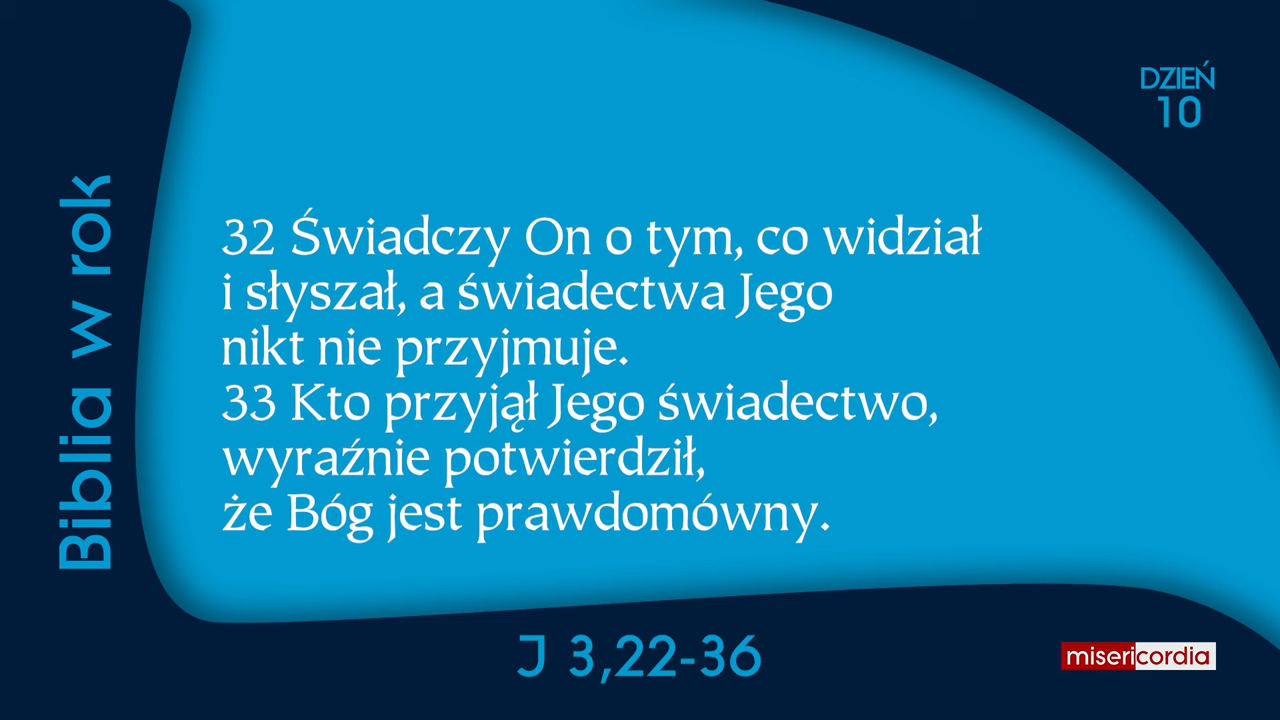 DZIEŃ
10
Biblia w rok
32 Świadczy On o tym, co widział
i słyszał, a świadectwa Jego
nikt nie przyjmuje.
33 Kto przyjął Jego świadectwo,
wyraźnie potwierdził,
że Bóg jest prawdomówny.
J 3,22-36
misericordia